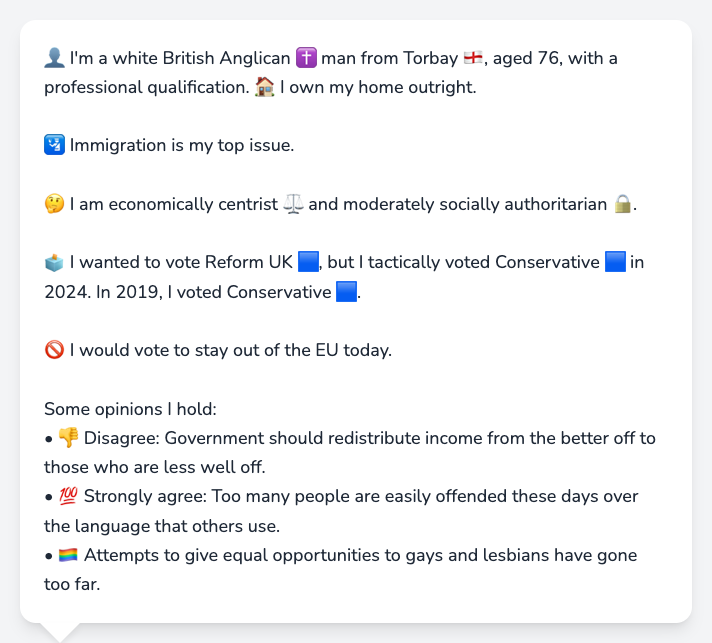 👤 I'm a white British Anglican ✝️ man from Torbay 🏴󠁧󠁢󠁥󠁮󠁧󠁿, aged 76, with a
professional qualification. 🏠 I own my home outright.
🛂 Immigration is my top issue.
🤔 I am economically centrist ⚖️ and moderately socially authoritarian 🔒.
🗳️ I wanted to vote Reform UK 🟦, but I tactically voted Conservative 🟦 in
2024. In 2019, I voted Conservative 🟦.
🚫 I would vote to stay out of the EU today.
Some opinions I hold:
• 👎 Disagree: Government should redistribute income from the better off to
those who are less well off.
• 💯 Strongly agree: Too many people are easily offended these days over
the language that others use.
• 🏳️‍🌈 Attempts to give equal opportunities to gays and lesbians have gone
too far.